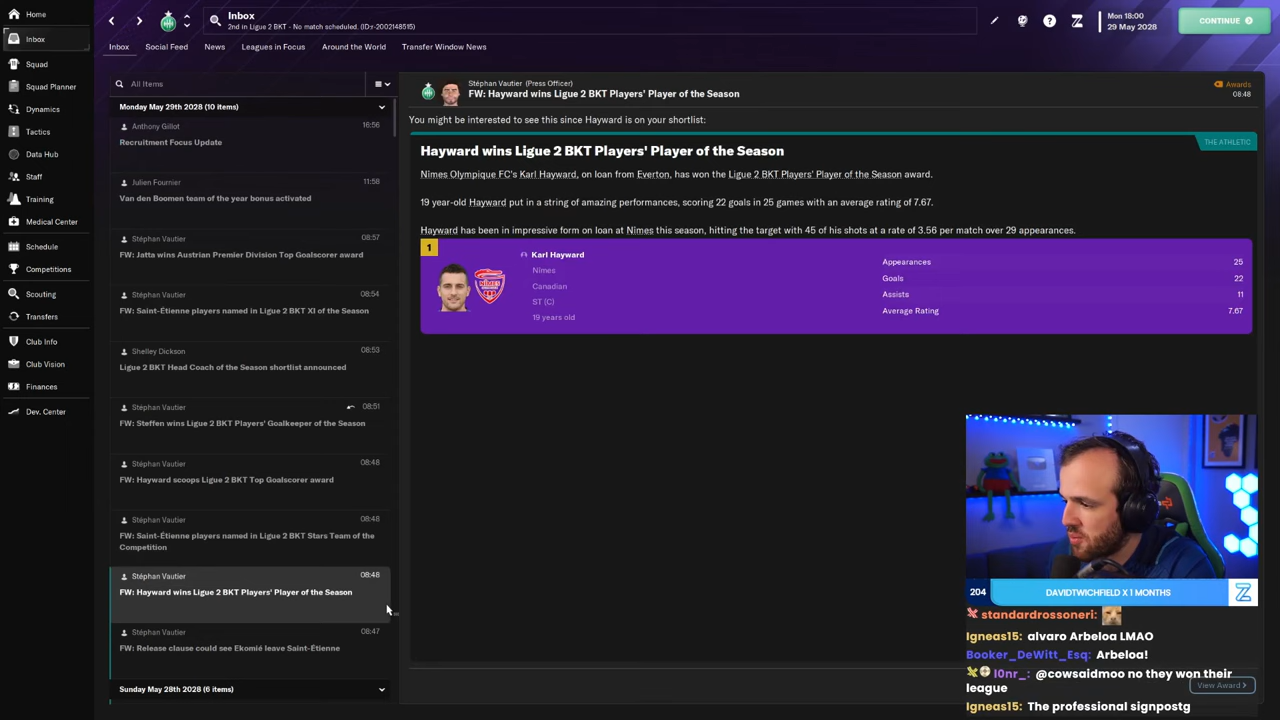 Home
Inbox
Squad
Squad Planner
Dynamics
Tactics
Data Hub
Staff
Training
Medical Center
Schedule
Competitions
Scouting
Transfers
Club Info
Club Vision
Finances
Dev. Center
Inbox
2nd in Ligue 2 BKT - No match scheduled. (ID:r-2002148515)
Mon 18:00
29 May 2028
CONTINUE
Inbox
Social Feed
News
Leagues in Focus
Around the World
Transfer Window News
All Items
Monday May 29th 2028 (10 items)
Anthony Gillot 16:56
Recruitment Focus Update
Julien Fournier 11:58
Van den Boomen team of the year bonus activated
Stéphan Vautier 08:57
FW: Jatta wins Austrian Premier Division Top Goalscorer award
Stéphan Vautier 08:54
FW: Saint-Étienne players named in Ligue 2 BKT XI of the Season
Shelley Dickson 08:53
Ligue 2 BKT Head Coach of the Season shortlist announced
Stéphan Vautier 08:51
FW: Steffen wins Ligue 2 BKT Players' Goalkeeper of the Season
Stéphan Vautier 08:48
FW: Hayward scoops Ligue 2 BKT Top Goalscorer award
Stéphan Vautier 08:48
FW: Saint-Étienne players named in Ligue 2 BKT Stars Team of the
Competition
Stéphan Vautier 08:48
FW: Hayward wins Ligue 2 BKT Players' Player of the Season
Stéphan Vautier 08:47
FW: Release clause could see Ekomié leave Saint-Étienne
Sunday May 28th 2028 (6 items)
Stéphan Vautier (Press Officer)
FW: Hayward wins Ligue 2 BKT Players' Player of the Season
Awards
08:48
You might be interested to see this since Hayward is on your shortlist:
THE ATHLETIC
Hayward wins Ligue 2 BKT Players' Player of the Season
Nîmes Olympique FC's Karl Hayward, on loan from Everton, has won the Ligue 2 BKT Players' Player of the Season award.
19 year-old Hayward put in a string of amazing performances, scoring 22 goals in 25 games with an average rating of 7.67.
Hayward has been in impressive form on loan at Nîmes this season, hitting the target with 45 of his shots at a rate of 3.56 per match over 29 appearances.
1
Karl Hayward
Nîmes
Canadian
ST (C)
19 years old
Appearances 25
Goals 22
Assists 11
Average Rating 7.67
204 DAVIDTWICHFIELD X 1 MONTHS
standardrossoneri:
Igneas15: alvaro Arbeloa LMAO
Booker_DeWitt_Esq: Arbeloa!
l0nr_: @cowsaidmoo no they won their
league
Igneas15: The professional signpostg
View Award